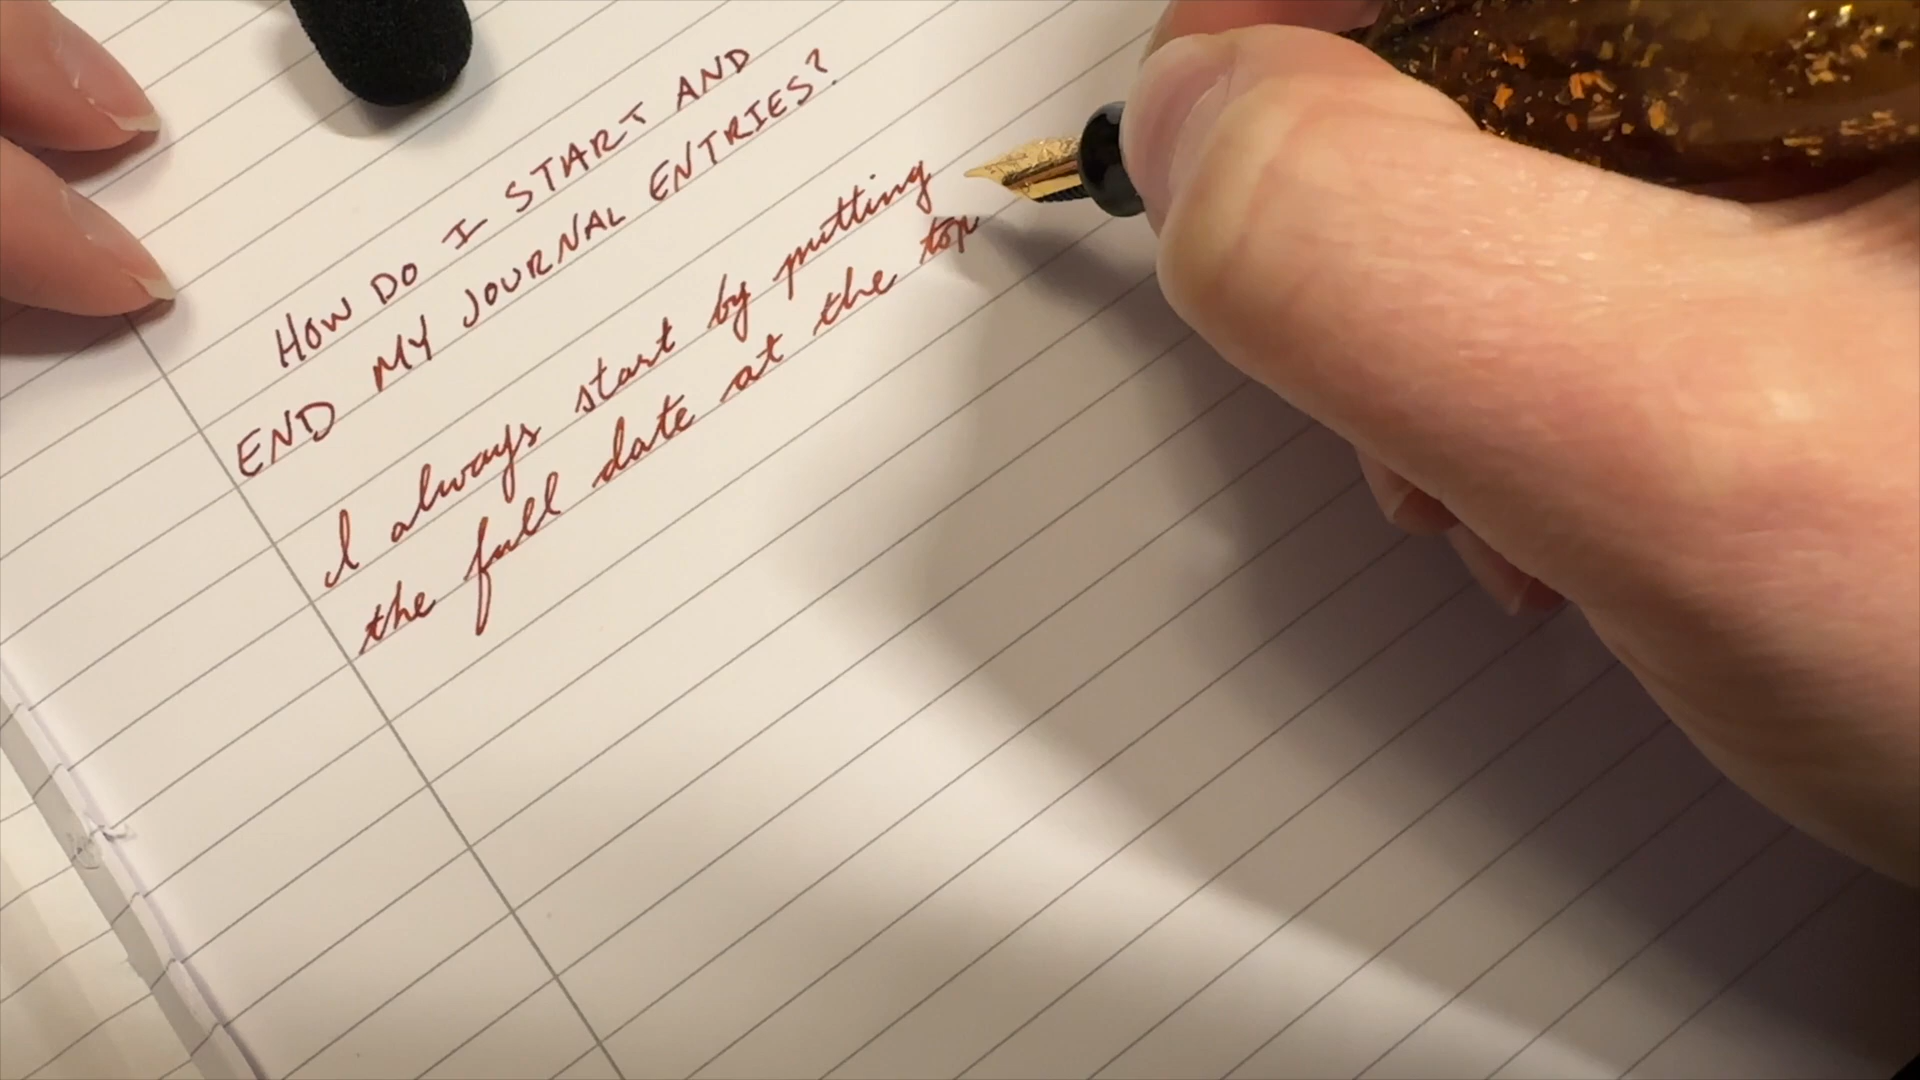 HOW DO I START AND
END MY JOURNAL ENTRIES?
I always start by putting
the full date at the top